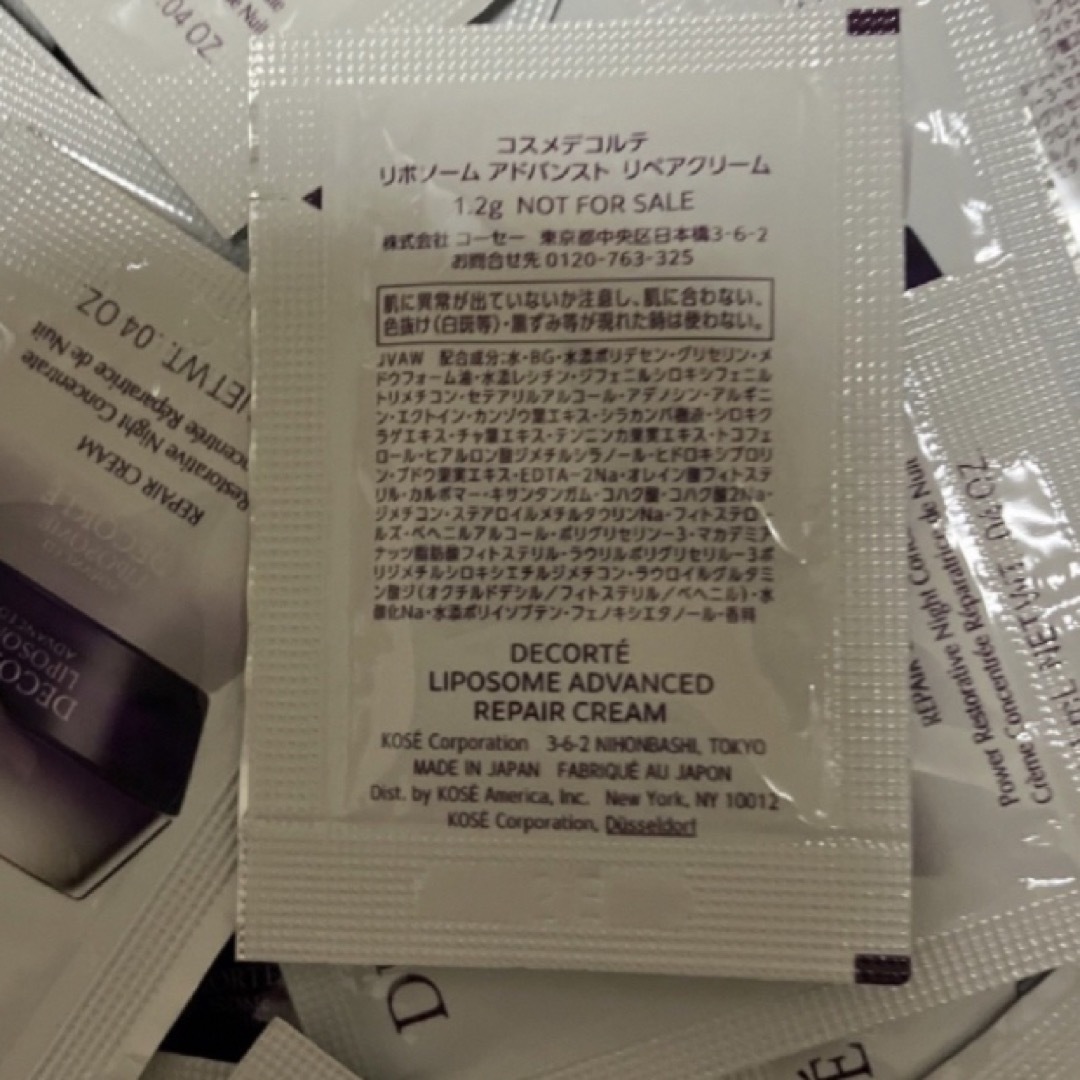 コスメデコルテ
リポソーム アドバンスト リペアクリーム
1.2g NOT FOR SALE
株式会社 コーセー 東京都中央区日本橋3-6-2
お問合せ先 0120-763-325
肌に異常が出ていないか注意し、肌に合わない、
色抜け(白斑等)・黒ずみ等が現れた時は使わない。
JVAW 配合成分:水・BG・水添ポリデセン・グリセリン・メ
ドウフォーム油・水添レシチン・ジフェニルシロキシフェニル
トリメチコン・セテアリルアルコール・アデノシン・アルギニ
ン・エクトイン・カンゾウ葉エキス・シラカンバ樹液・シロキク
ラゲエキス・チャ葉エキス・テンニンカ果実エキス・トコフェ
ロール・ヒアルロン酸ジメチルシラノール・ヒドロキシプロリ
ン・ブドウ果実エキス・EDTA-2Na・オレイン酸フィトステ
リル・カルボマー・キサンタンガム・コハク酸・コハク酸2Na・
ジメチコン・ステアロイルメチルタウリンNa・フィトステロー
ルズ・ベヘニルアルコール・ポリグリセリン-3・マカデミア
ナッツ脂肪酸フィトステリル・ラウリルポリグリセリル-3ポ
リジメチルシロキシエチルジメチコン・ラウロイルグルタミ
ン酸ジ(オクチルドデシル/フィトステリル/ベヘニル)・水
酸化Na・水添ポリイソブテン・フェノキシエタノール・香料
DECORTÉ
LIPOSOME ADVANCED
REPAIR CREAM
KOSÉ Corporation 3-6-2 NIHONBASHI, TOKYO
MADE IN JAPAN FABRIQUÉ AU JAPON
Dist. by KOSÉ America, Inc. New York, NY 10012
KOSÉ Corporation, Düsseldorf
.04 OZ
REPAIR CREAM
Restorative Night Concentrate
Réparatrice de Nuit
NET WT. .04 OZ
LIPOSO
ADVANCED
Power Restorative Night Con
Crème Concentrée Réparatrice de Nuit
NET WT. .04 OZ